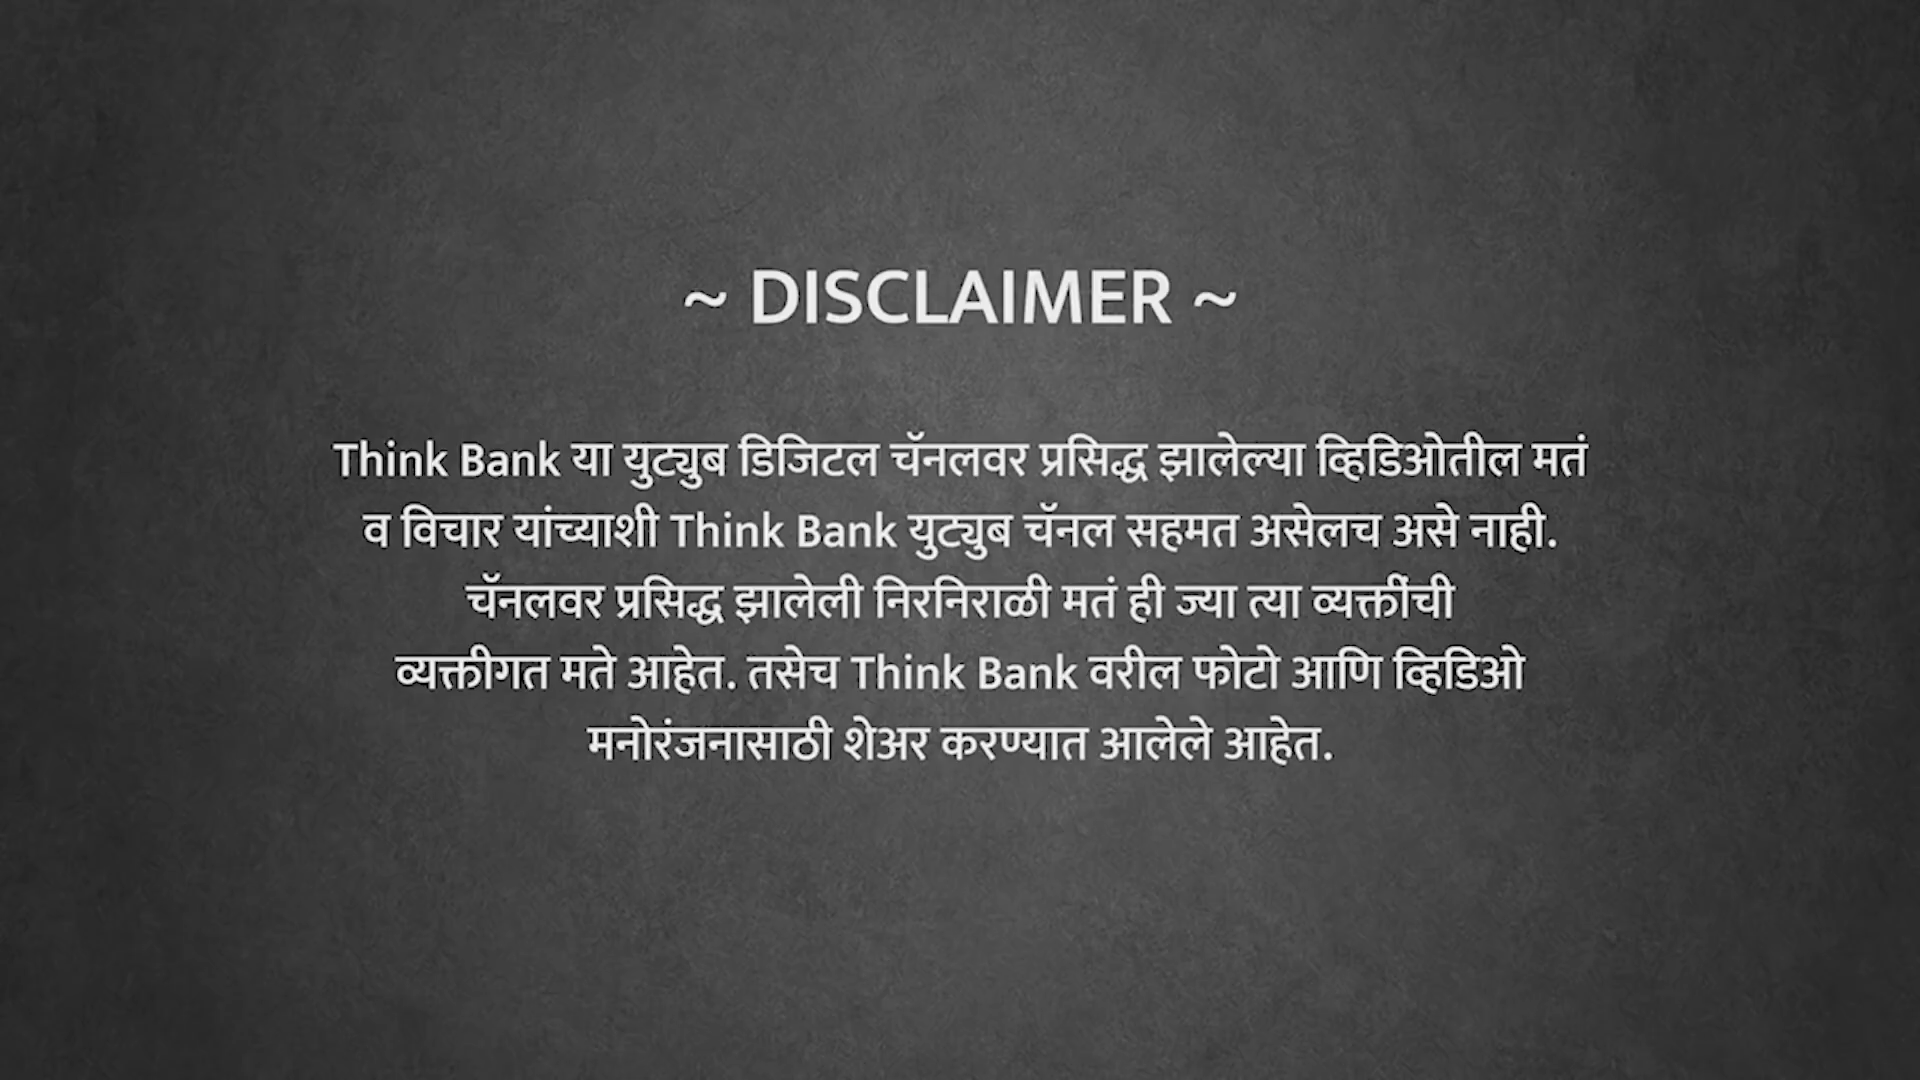 ~ DISCLAIMER ~
Think Bank या युट्युब डिजिटल चॅनलवर प्रसिद्ध झालेल्या व्हिडिओतील मतं
व विचार यांच्याशी Think Bank युट्युब चॅनल सहमत असेलच असे नाही.
चॅनलवर प्रसिद्ध झालेली निरनिराळी मतं ही ज्या त्या व्यक्तींची
व्यक्तीगत मते आहेत. तसेच Think Bank वरील फोटो आणि व्हिडिओ
मनोरंजनासाठी शेअर करण्यात आलेले आहेत.